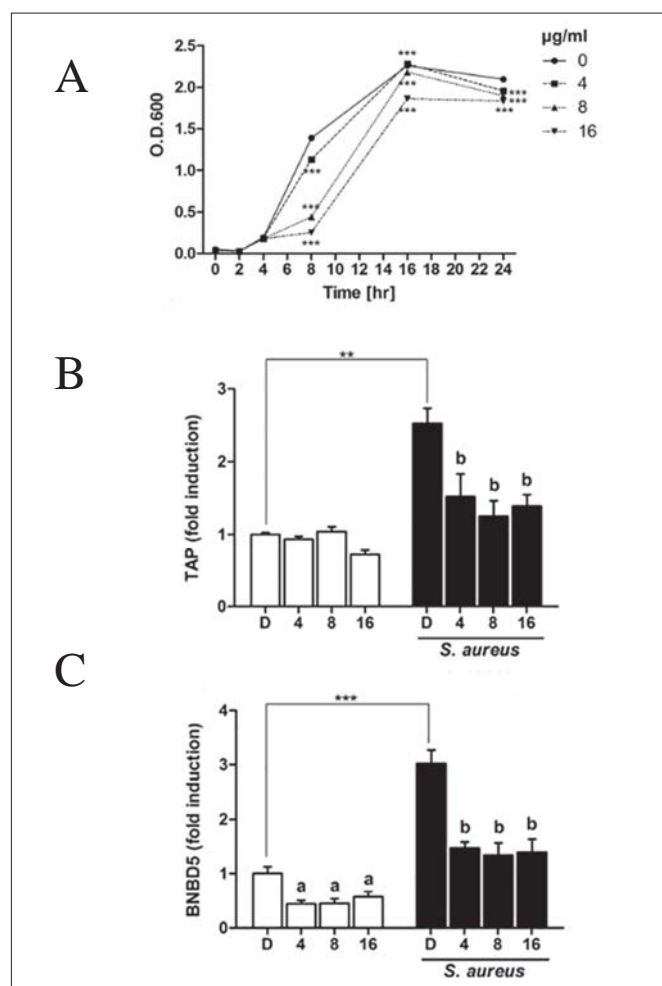 A
µg/ml
0
4
8
16
O.D.600
2.5
2.0
1.5
1.0
0.5
0.0
***
***
***
***
***
***
***
***
***
0 2 4 6 8 10 12 14 16 18 20 22 24
Time [hr]
B
**
TAP (fold induction)
3
2
1
0
b b b
D 4 8 16 D 4 8 16
S. aureus
C
***
BNBD5 (fold induction)
4
3
2
1
0
a a a b b b
D 4 8 16 D 4 8 16
S. aureus